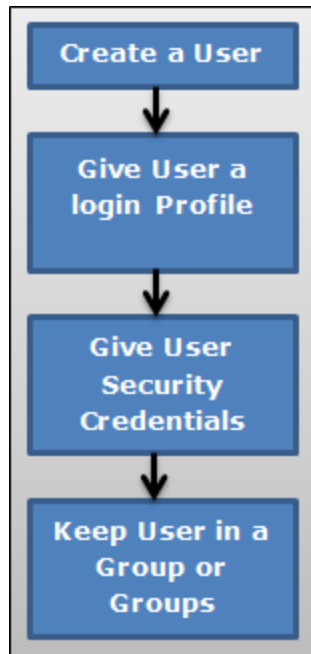 Create a User
Give User a
login Profile
Give User
Security
Credentials
Keep User in a
Group or
Groups